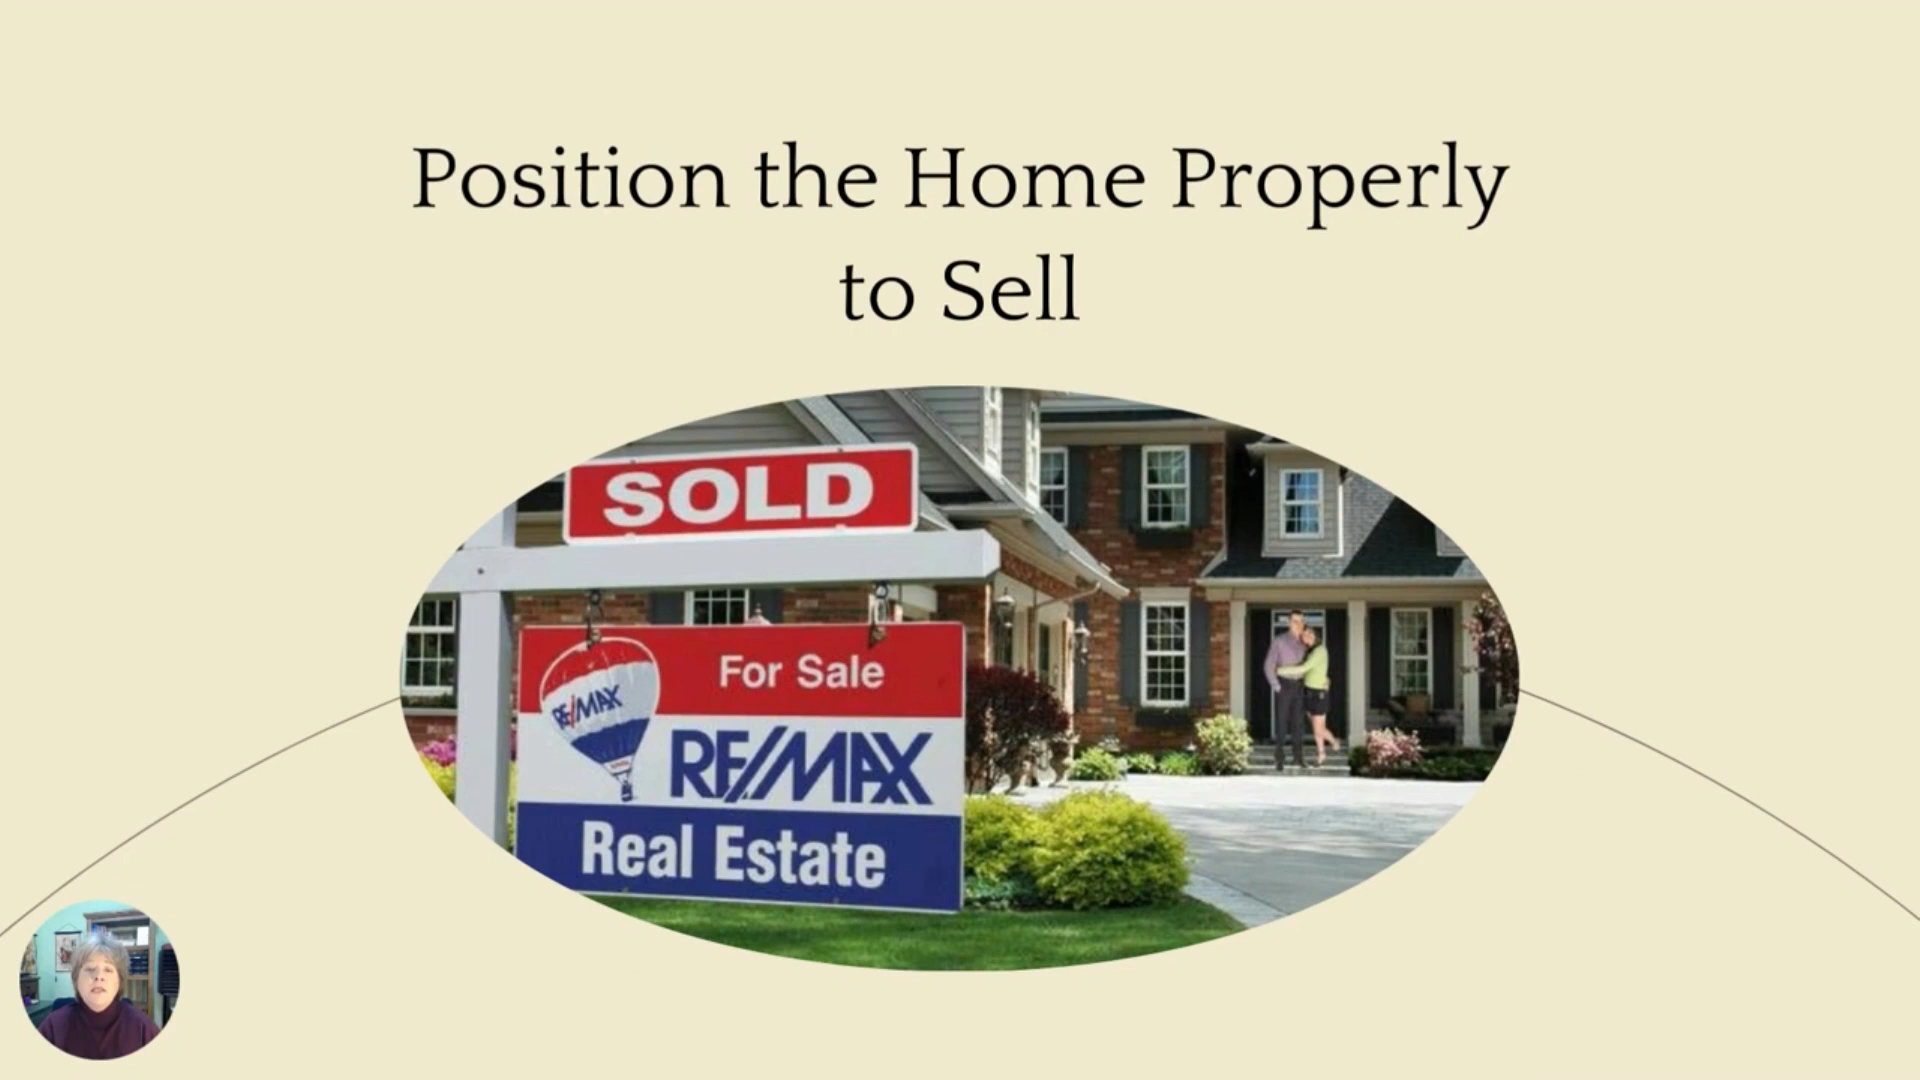 Position the Home Properly
to Sell
SOLD
For Sale
RE/MAX
RE/MAX
Real Estate